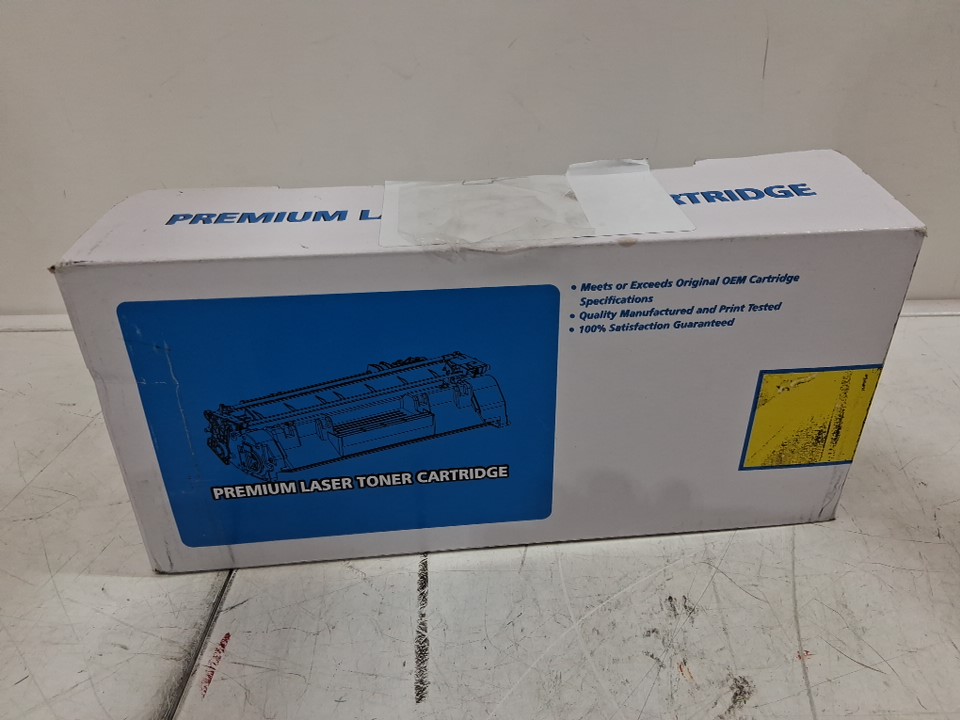 PREMIUM L
RTRIDGE
• Meets or Exceeds Original OEM Cartridge
Specifications
• Quality Manufactured and Print Tested
• 100% Satisfaction Guaranteed
PREMIUM LASER TONER CARTRIDGE